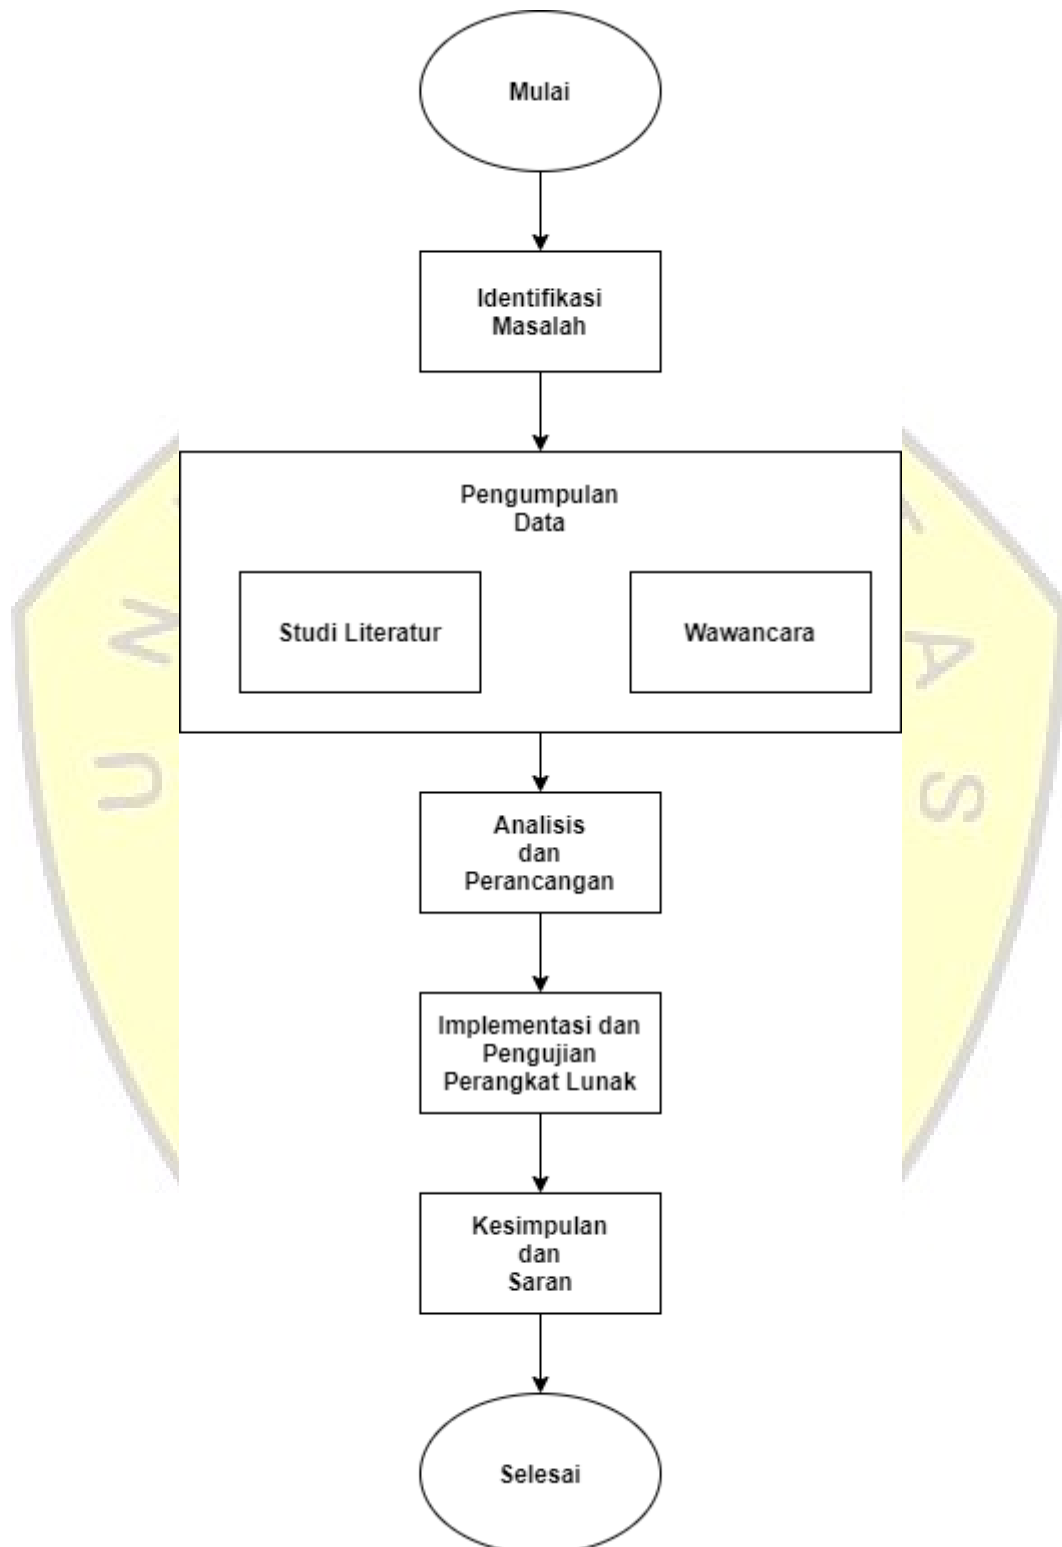 Mulai
Identifikasi
Masalah
Pengumpulan
Data
Studi Literatur
Wawancara
N
A
U
S
Analisis
dan
Perancangan
Implementasi dan
Pengujian
Perangkat Lunak
Kesimpulan
dan
Saran
Selesai